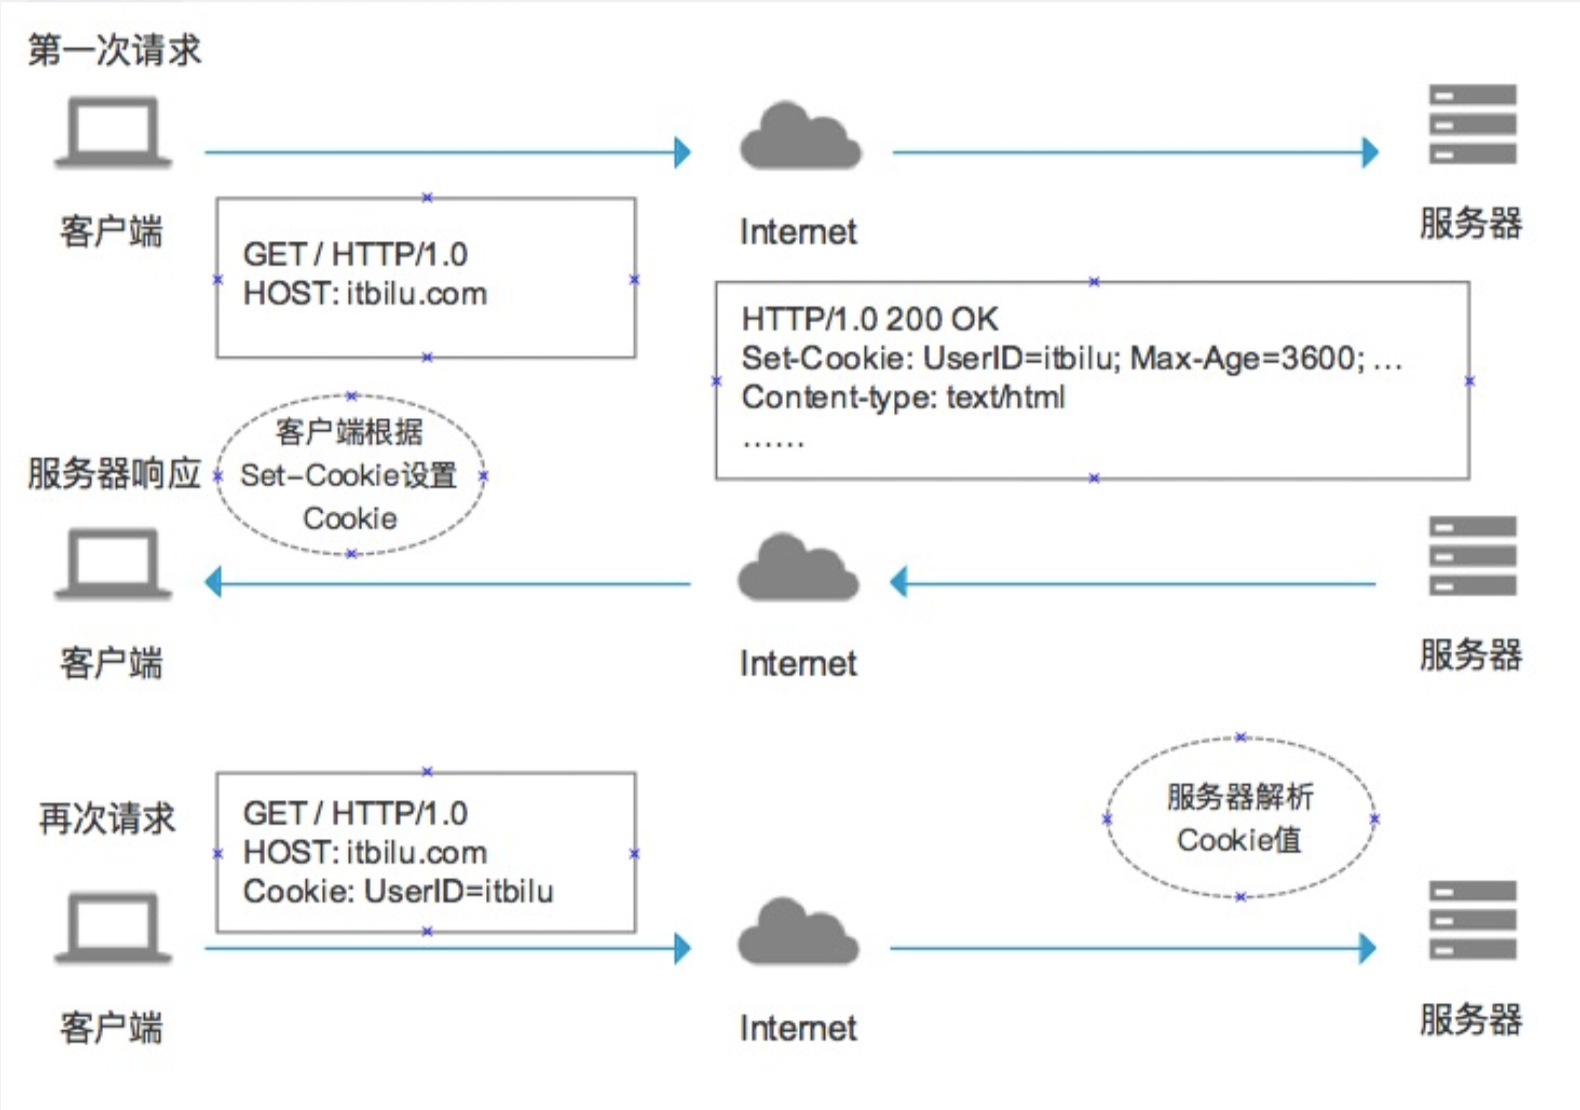 第一次请求
客户端
GET / HTTP/1.0
HOST: itbilu.com
Internet
服务器
HTTP/1.0 200 OK
Set-Cookie: UserID=itbilu; Max-Age=3600; ...
Content-type: text/html
......
服务器响应
客户端根据
Set-Cookie设置
Cookie
客户端
Internet
服务器
再次请求
GET / HTTP/1.0
HOST: itbilu.com
Cookie: UserID=itbilu
服务器解析
Cookie值
客户端
Internet
服务器